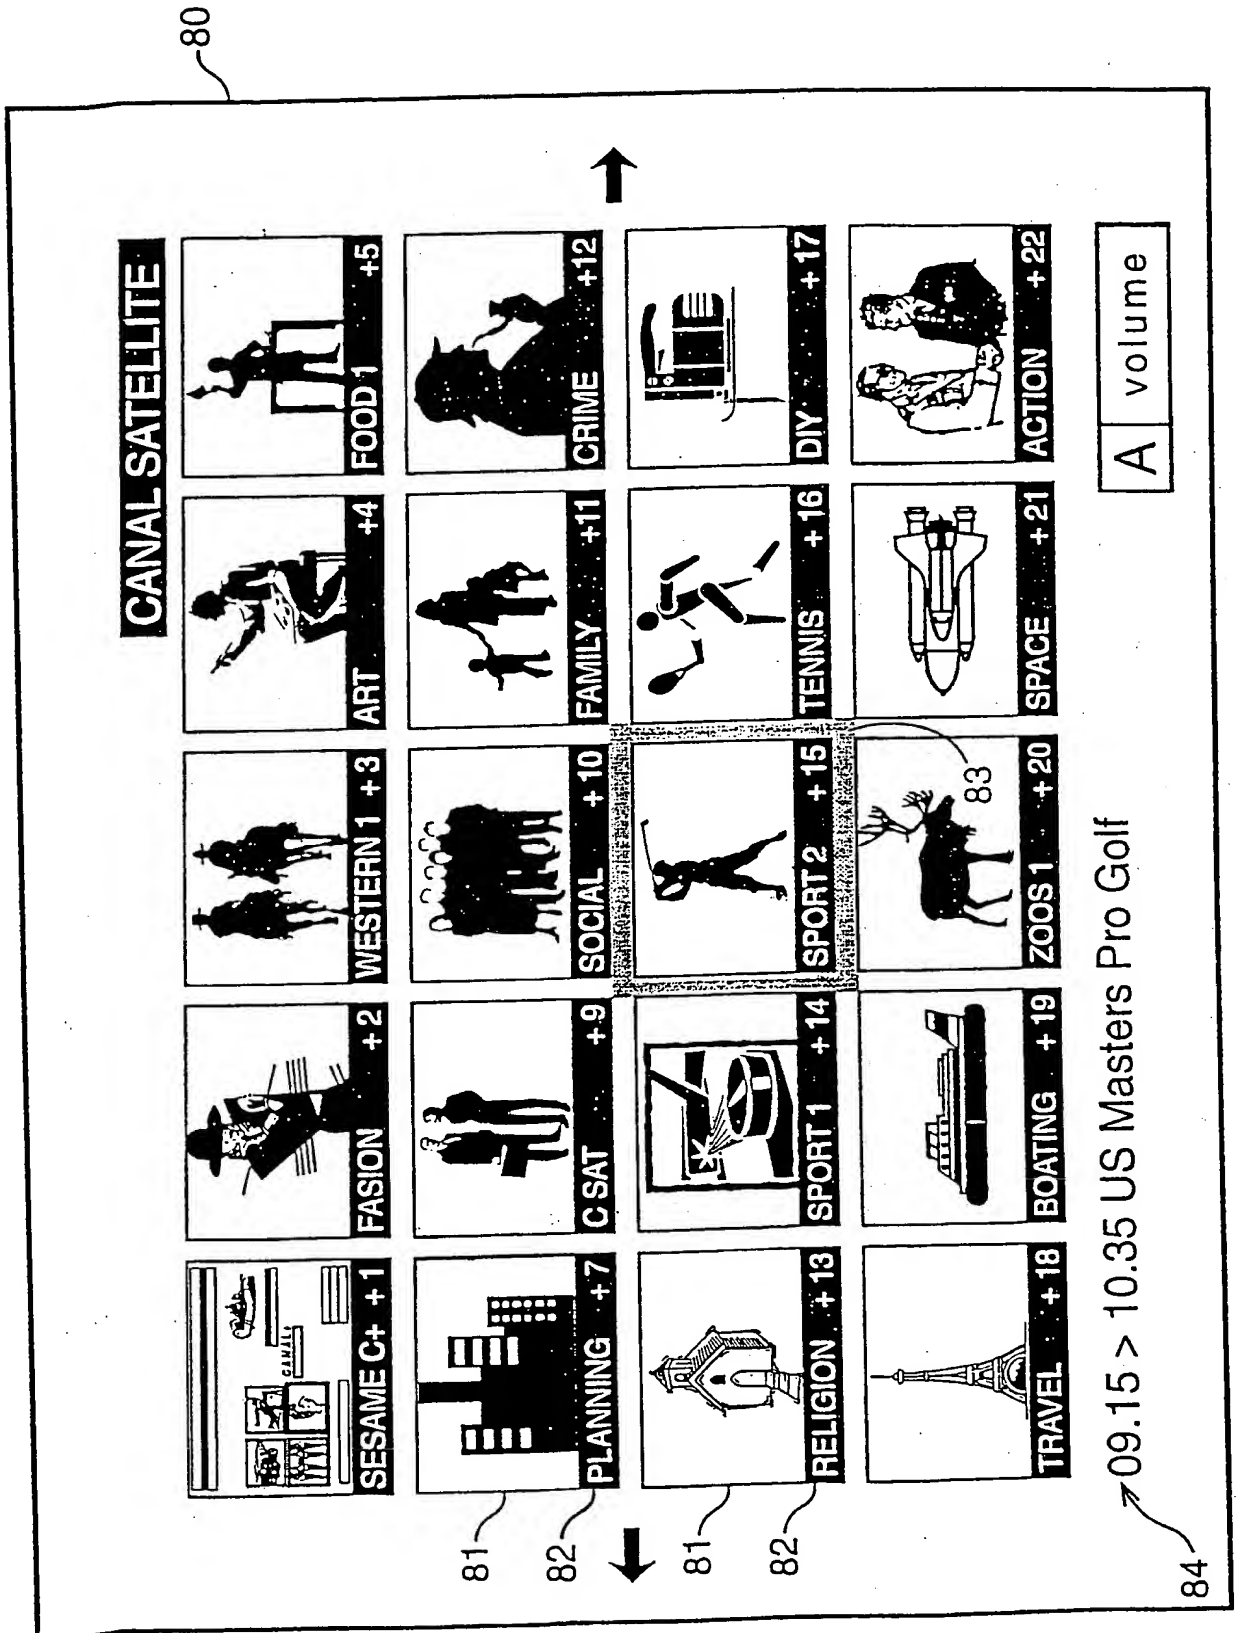 80
CANAL SATELLITE
SESAME C+ +1
FASION +2
WESTERN 1 +3
ART +4
FOOD 1 +5
CANAL+
81
82
PLANNING +7
C SAT +9
SOCIAL +10
FAMILY +11
CRIME +12
81
82
RELIGION +13
SPORT 1 +14
SPORT 2 +15
TENNIS +16
DIY +17
83
TRAVEL +18
BOATING +19
ZOOS 1 +20
SPACE +21
ACTION +22
84
09.15 > 10.35 US Masters Pro Golf
A volume